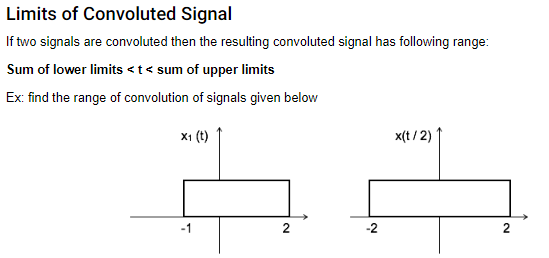 Limits of Convoluted Signal
If two signals are convoluted then the resulting convoluted signal has following range:
Sum of lower limits < t < sum of upper limits
Ex: find the range of convolution of signals given below
x₁ (t) x(t / 2)
-1 2 -2 2